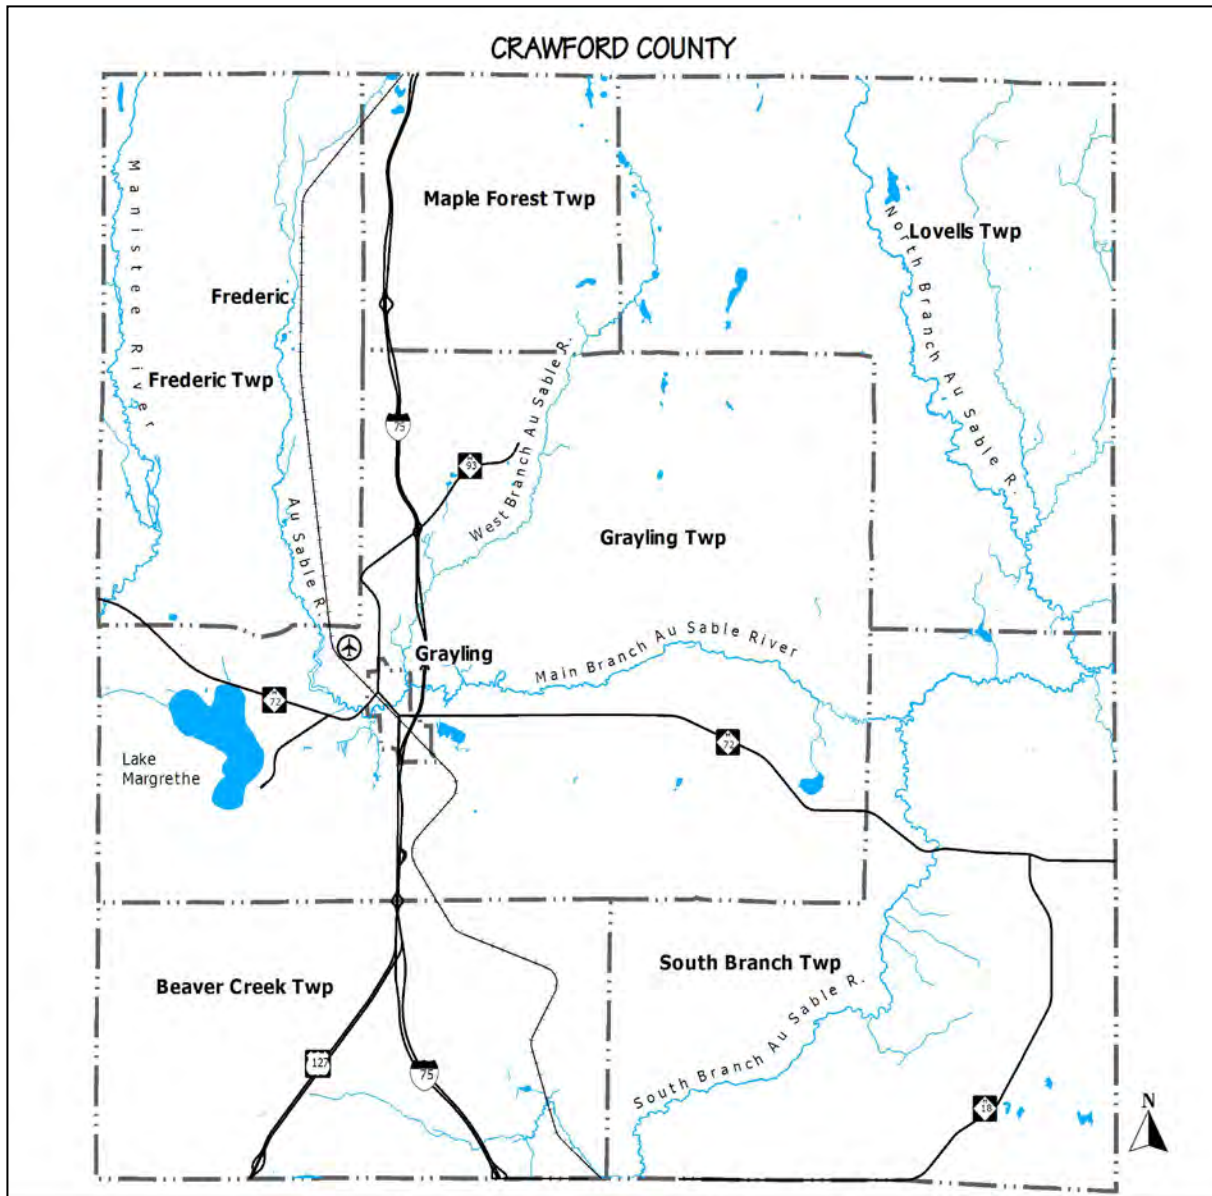 CRAWFORD COUNTY
Manistee River
Maple Forest Twp
Lovells Twp
North Branch Au Sable R.
Frederic
Frederic Twp
West Branch Au Sable R.
75
M
93
Au Sable R.
Grayling Twp
Grayling
Main Branch Au Sable River
M
72
M
72
Lake
Margrethe
South Branch Twp
Beaver Creek Twp
South Branch Au Sable R.
127
75
M
18
N